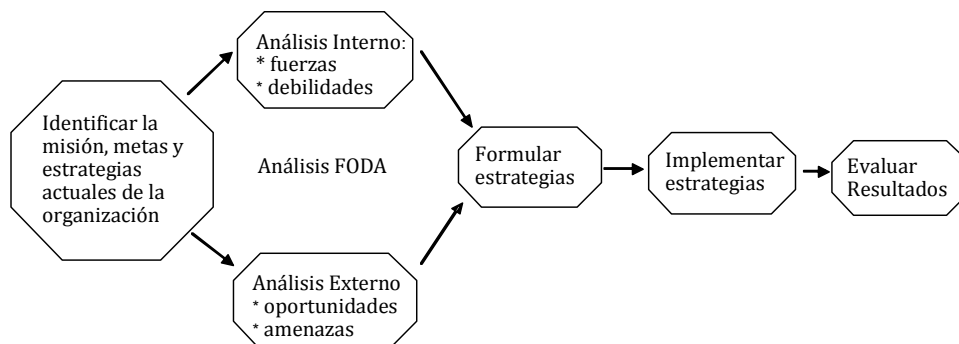 Análisis Interno:
* fuerzas
* debilidades
Identificar la
misión, metas y
estrategias
actuales de la
organización
Análisis FODA
Formular
estrategias
Implementar
estrategias
Evaluar
Resultados
Análisis Externo
* oportunidades
* amenazas